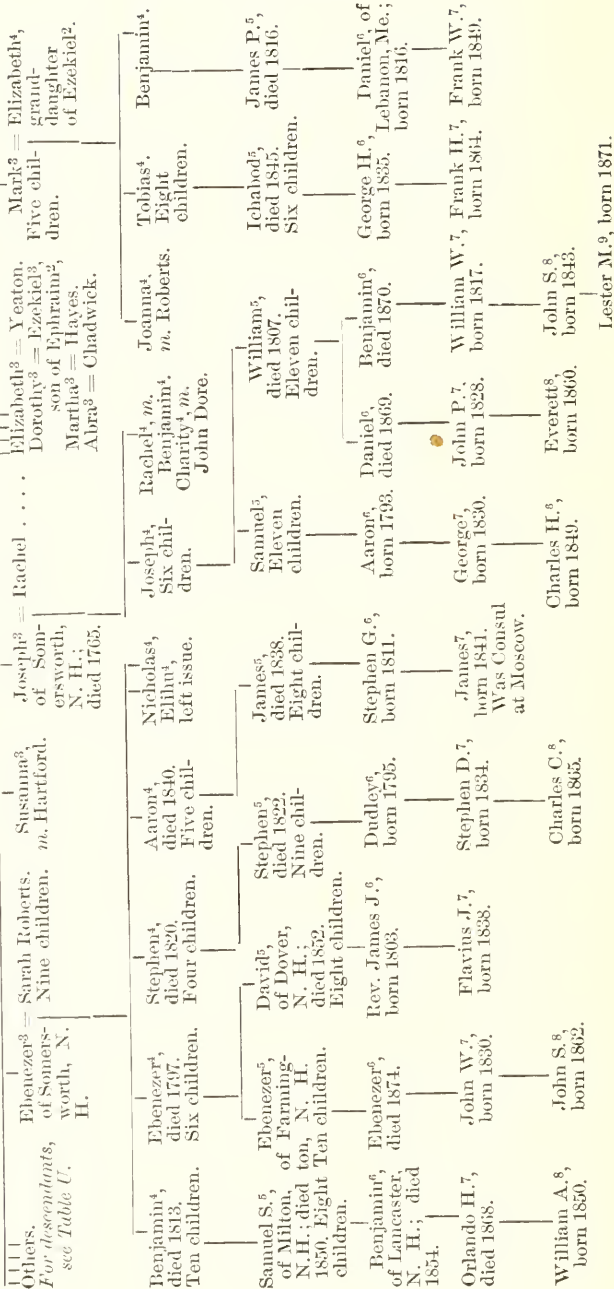 Others.
For descendants,
see Table U.
Ebenezer³ = Sarah Roberts.
of Somers- Nine children.
worth, N.
H.
Susanna³,
m. Hartford.
Joseph³ = Rachel . . . .
of Som-
ersworth,
N. H.;
died 1765.
Elizabeth³ = Yeaton.
Dorothy³ = Ezekiel³,
son of Ephraim²,
Martha³ = Hayes.
Abra³ = Chadwick.
Mark³ = Elizabeth⁴,
Five chil- grand-
dren. daughter
of Ezekiel².
Benjamin⁴,
died 1813.
Ten children.
Ebenezer⁴,
died 1797.
Six children.
Stephen⁴,
died 1820.
Four children.
Aaron⁴,
died 1840.
Five chil-
dren.
Nicholas⁴,
Elihu⁴,
left issue.
Joseph⁴,
Six chil-
dren.
Rachel⁴, m.
Benjamin⁴.
Charity⁴, m.
John Dore.
Joanna⁴.
m. Roberts.
Tobias⁴.
Eight
children.
Benjamin⁴.
Samuel S.⁵,
of Milton,
N.H.; died
1850. Eight
children.
Ebenezer⁵,
of Farming-
ton, N. H.
Ten children.
David⁵,
of Dover,
N. H.;
died 1852.
Eight children.
Stephen⁵,
died 1822.
Nine chil-
dren.
James⁵,
died 1838.
Eight chil-
dren.
Samuel⁵,
Eleven
children.
William⁵,
died 1807.
Eleven chil-
dren.
Ichabod⁵,
died 1845.
Six children.
James P.⁵,
died 1816.
Benjamin⁶,
of Lancaster,
N. H.; died
1854.
Ebenezer⁶,
died 1874.
Rev. James J.⁶,
born 1803.
Dudley⁶,
born 1795.
Stephen G.⁶,
born 1811.
Aaron⁶,
born 1793.
Daniel⁶,
died 1869.
Benjamin⁶,
died 1870.
George H.⁶,
born 1835.
Daniel⁶, of
Lebanon, Me.;
born 1816.
Orlando H.⁷,
died 1868.
John W.⁷,
born 1830.
Flavius J.⁷,
born 1838.
Stephen D.⁷,
born 1834.
James⁷,
born 1841.
Was Consul
at Moscow.
George⁷,
born 1830.
John P.⁷,
born 1828.
William W.⁷,
born 1817.
Frank H.⁷,
born 1864.
Frank W.⁷,
born 1849.
William A.⁸,
born 1850.
John S.⁸,
born 1862.
Charles C.⁸,
born 1865.
Charles H.⁸,
born 1849.
Everett⁸,
born 1860.
John S.⁸,
born 1843.
Lester M.⁹, born 1871.